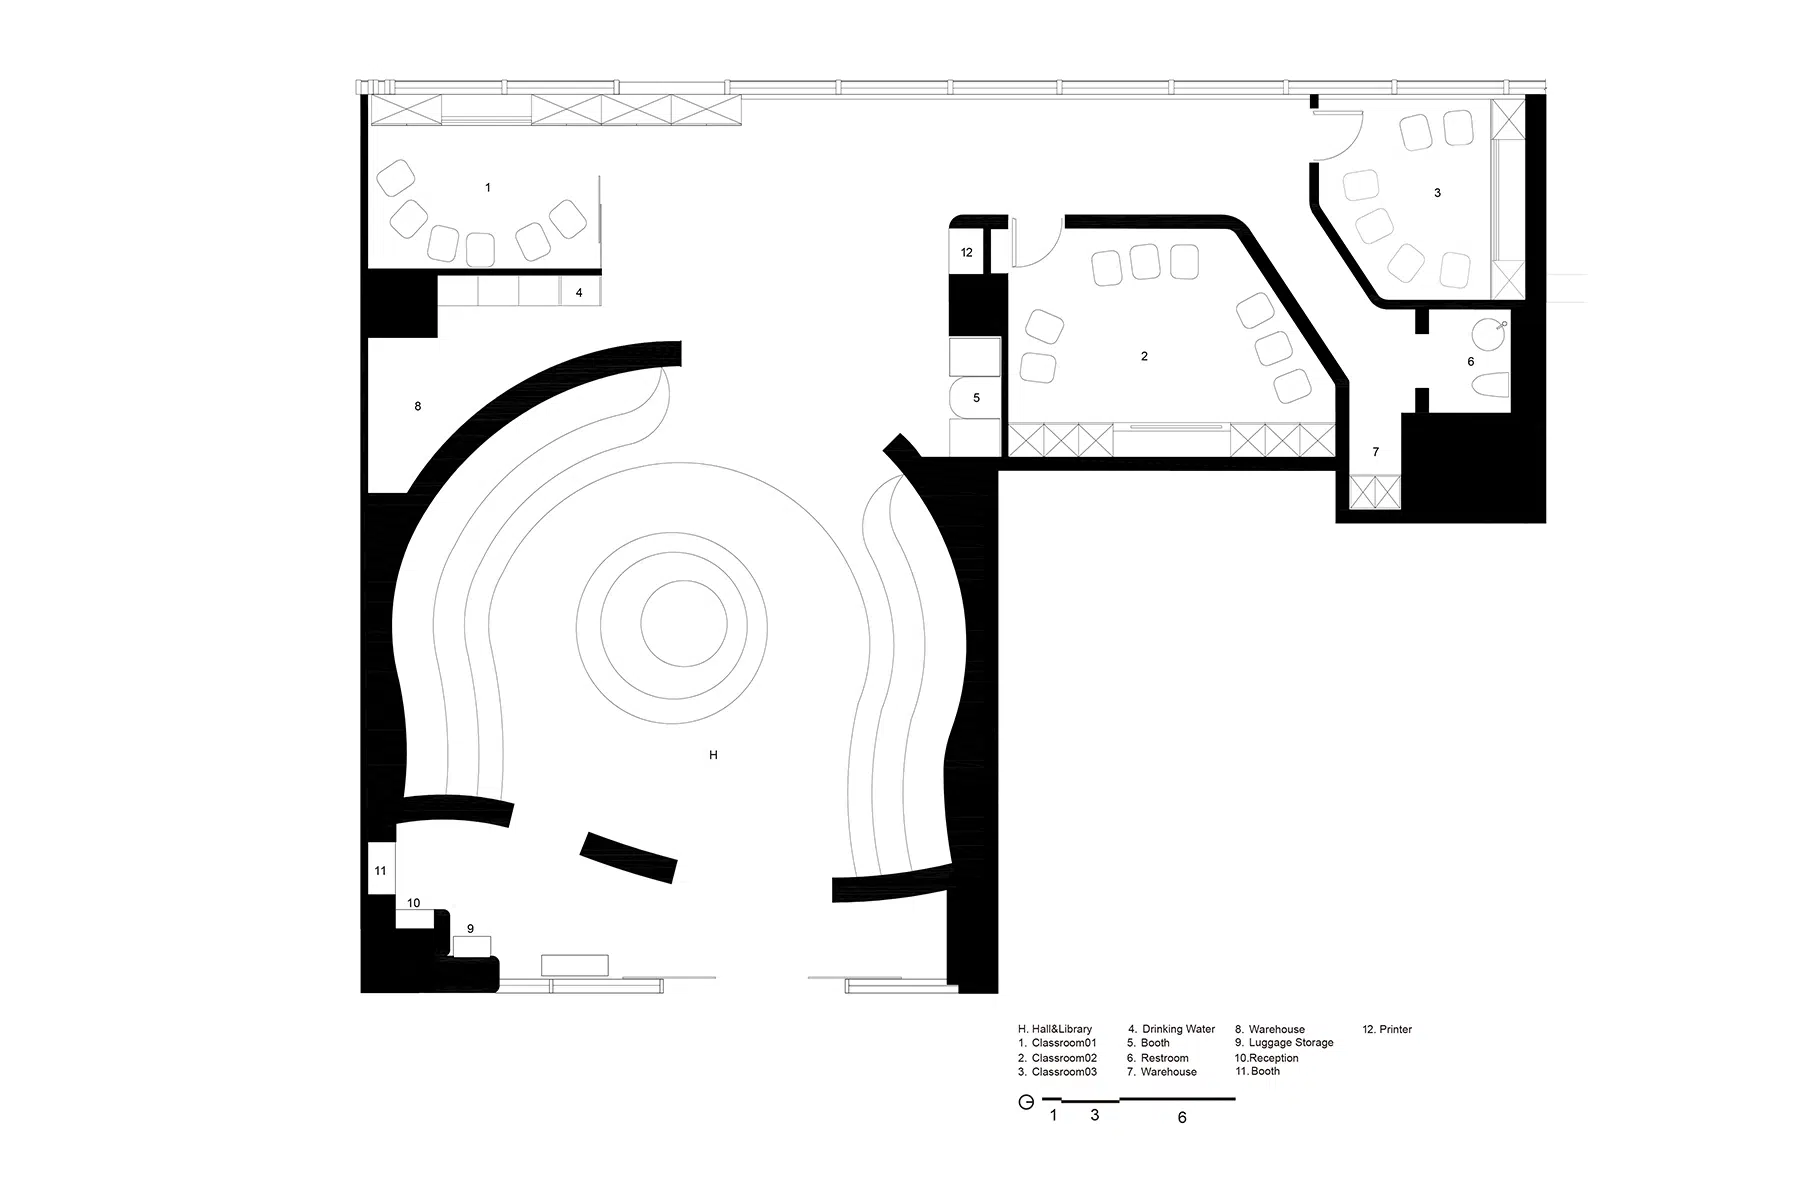 1
3
12
4
2
6
5
8
7
H
11
10
9
H. Hall&Library
1. Classroom01
2. Classroom02
3. Classroom03
4. Drinking Water
5. Booth
6. Restroom
7. Warehouse
8. Warehouse
9. Luggage Storage
10.Reception
11. Booth
12. Printer
1 3 6